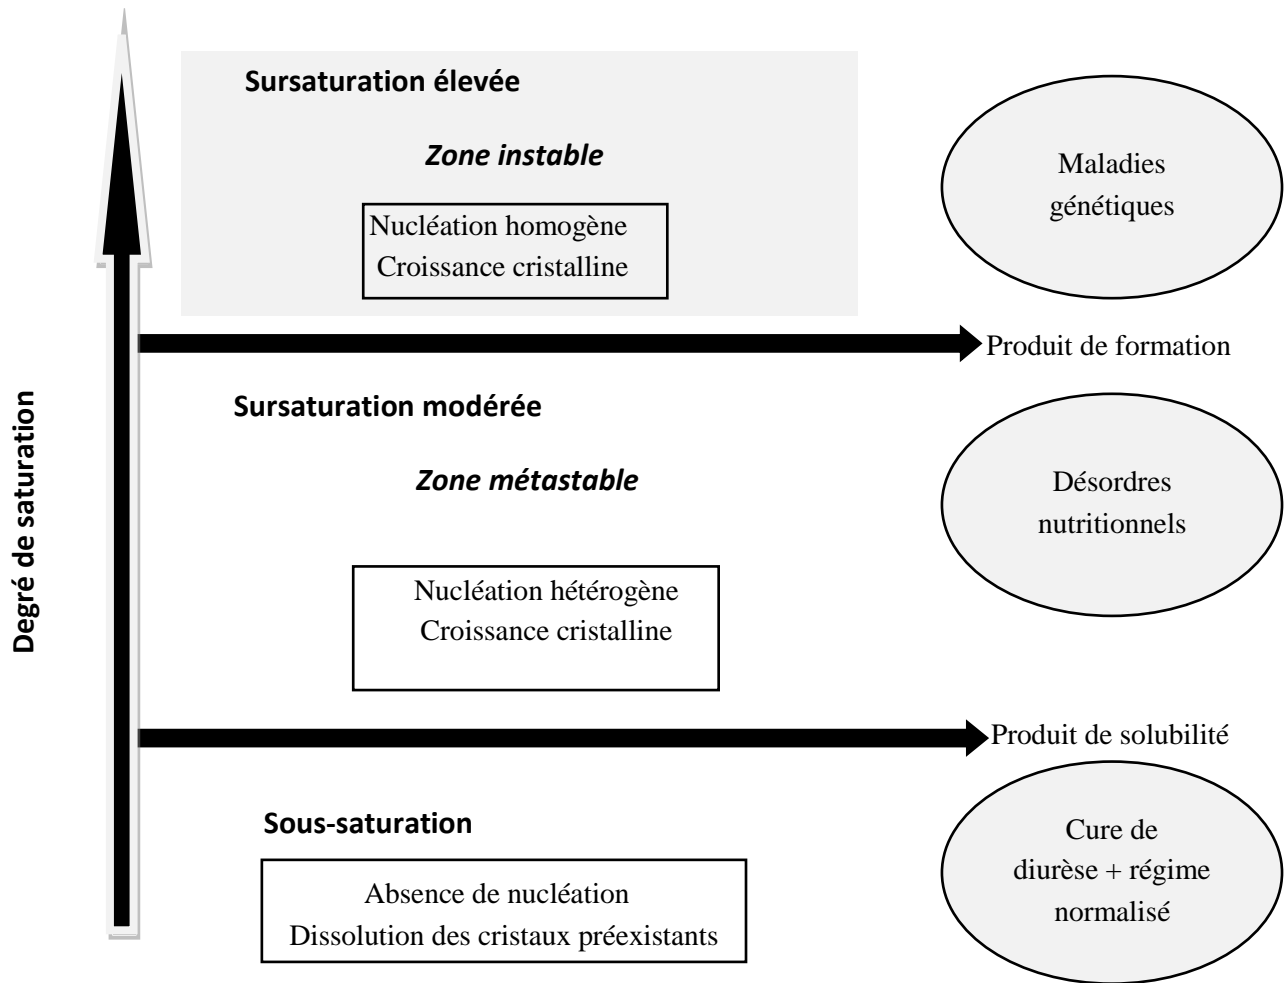 Degré de saturation
Sursaturation élevée
Zone instable
Nucléation homogène
Croissance cristalline
Maladies
génétiques
Produit de formation
Sursaturation modérée
Zone métastable
Nucléation hétérogène
Croissance cristalline
Désordres
nutritionnels
Produit de solubilité
Sous-saturation
Absence de nucléation
Dissolution des cristaux préexistants
Cure de
diurèse + régime
normalisé